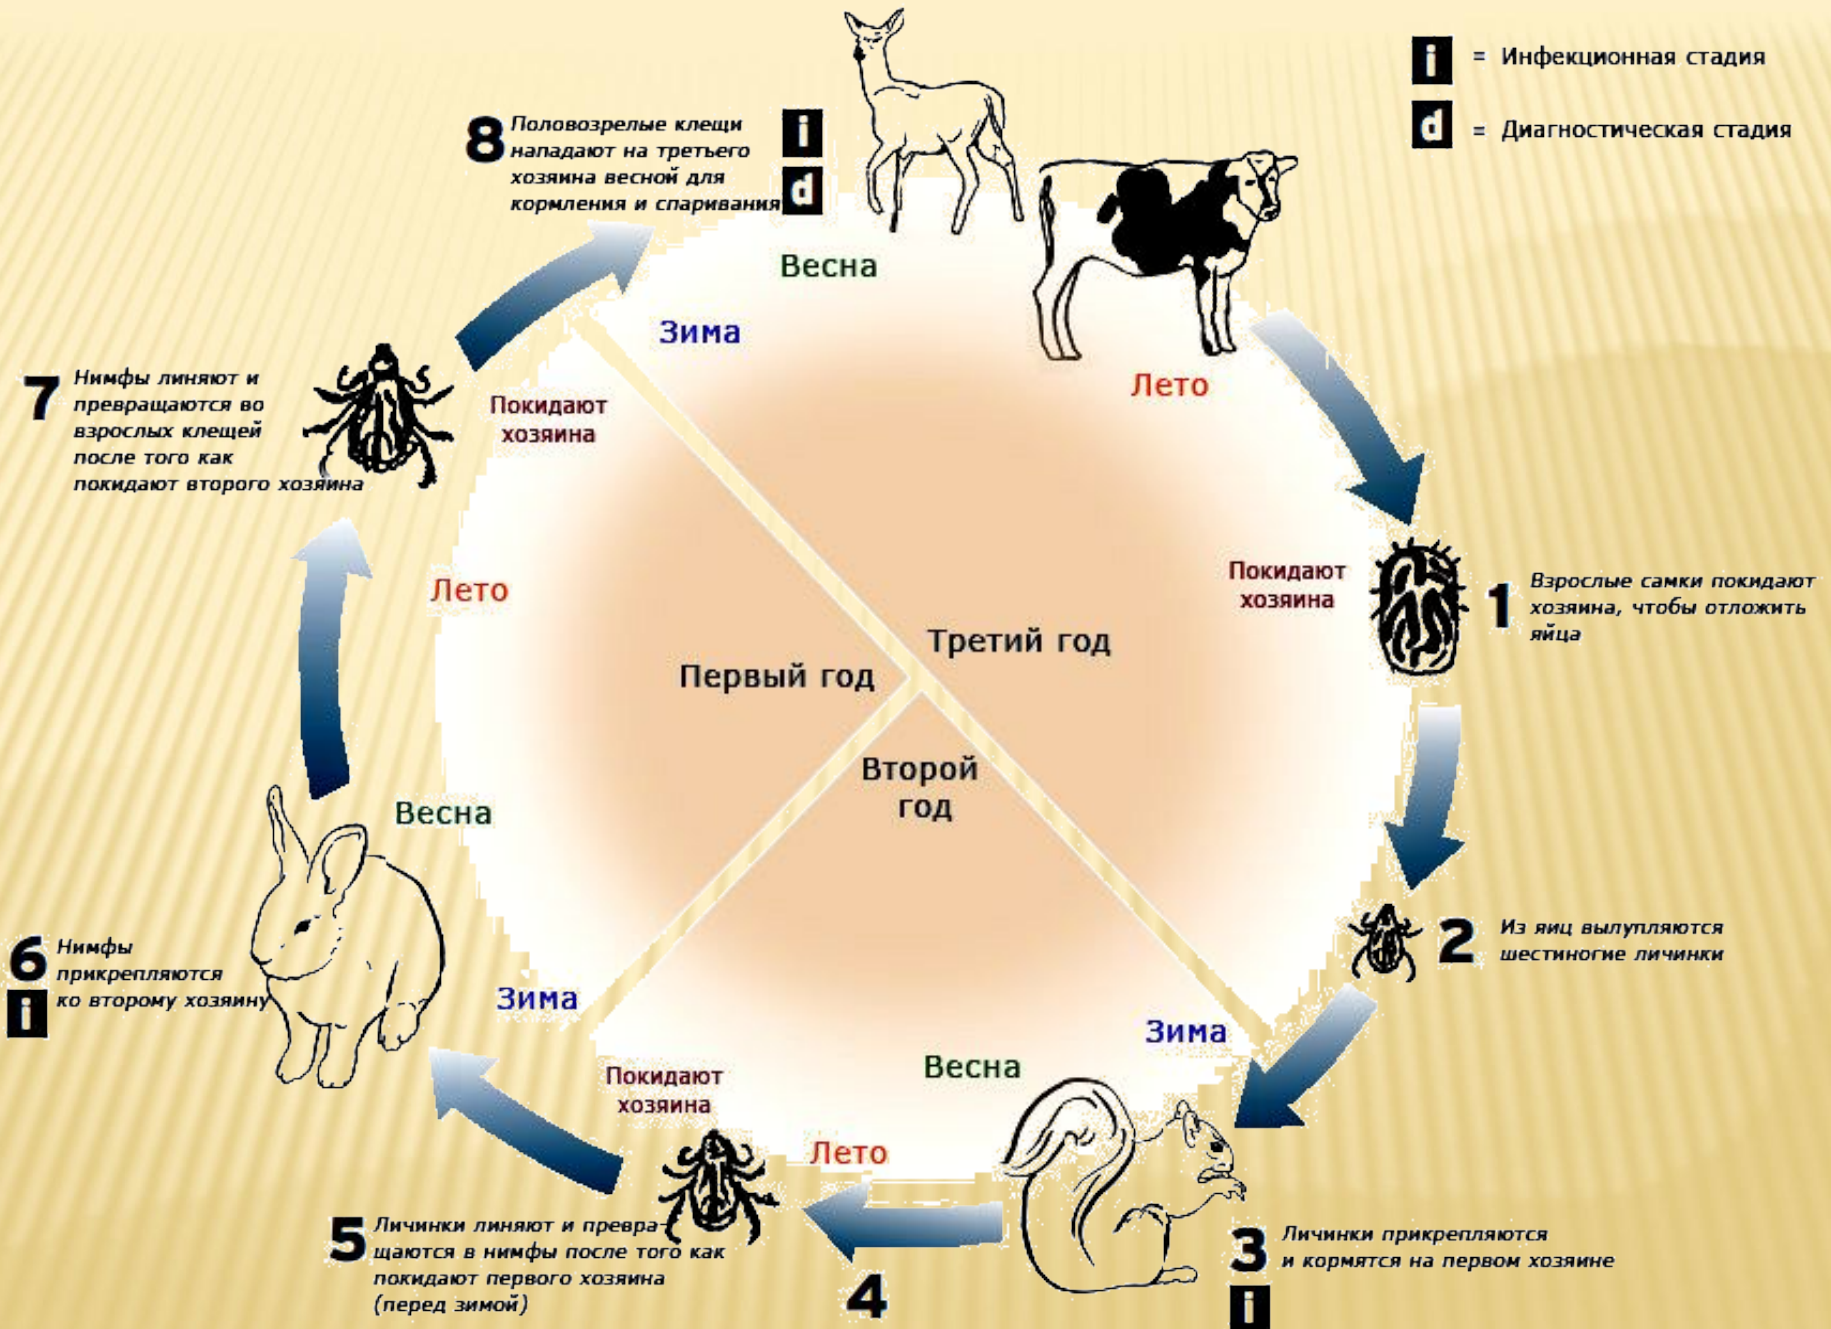 i = Инфекционная стадия
d = Диагностическая стадия
8 Половозрелые клещи
нападают на третьего
хозяина весной для
кормления и спаривания
i
d
Весна
Зима
Лето
7 Нимфы линяют и
превращаются во
взрослых клещей
после того как
покидают второго хозяина
Покидают
хозяина
Лето
Покидают
хозяина
1 Взрослые самки покидают
хозяина, чтобы отложить
яйца
Третий год
Первый год
Второй
год
Весна
6 Нимфы
прикрепляются
ко второму хозяину
i
2 Из яиц вылупляются
шестиногие личинки
Зима
Зима
Весна
Покидают
хозяина
Лето
5 Личинки линяют и превра-
щаются в нимфы после того как
покидают первого хозяина
(перед зимой)
4
3 Личинки прикрепляются
и кормятся на первом хозяине
i